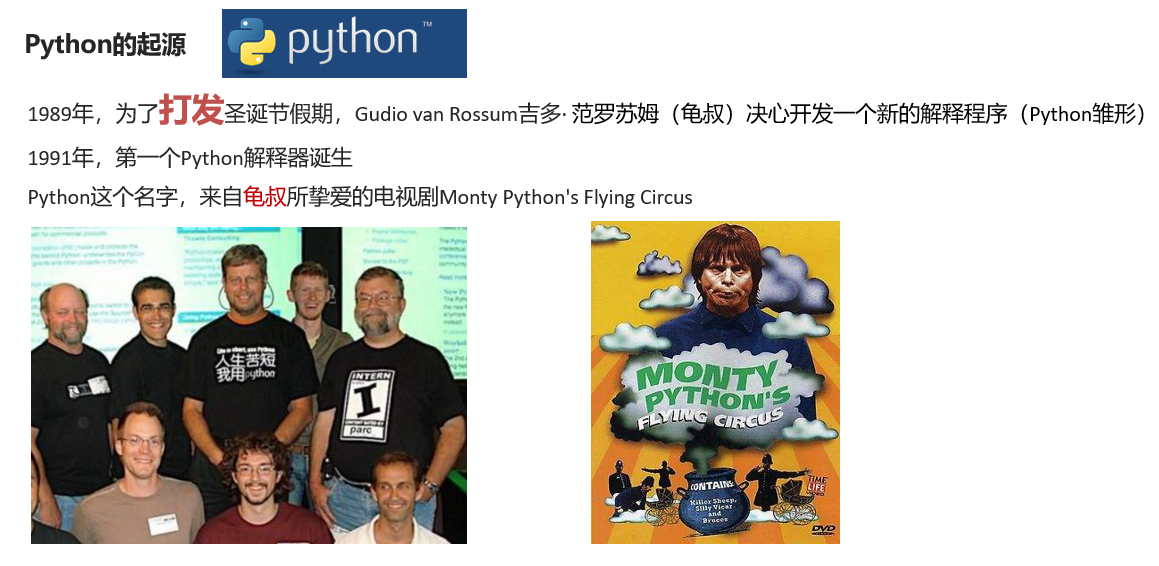 Python的起源
python™
1989年，为了打发圣诞节假期，Gudio van Rossum吉多· 范罗苏姆（龟叔）决心开发一个新的解释程序（Python雏形）
1991年，第一个Python解释器诞生
Python这个名字，来自龟叔所挚爱的电视剧Monty Python's Flying Circus
Life is short, use Python
人生苦短
我用python
INTERN
I
parc
MONTY
PYTHON'S
FLYING CIRCUS
CONTAINS
Killer Sheep,
Silly Vicar
and
Bruces
TIME
LIFE
VIDEO
DVD